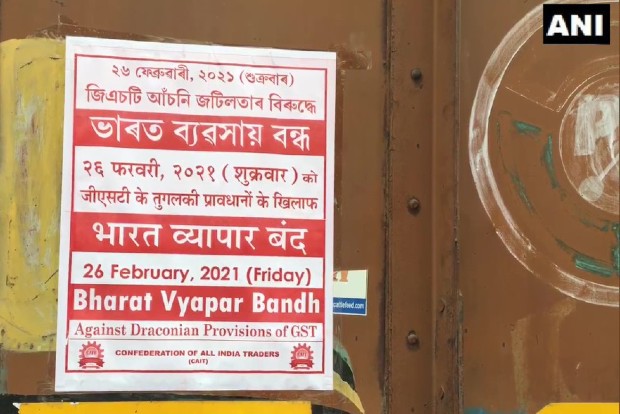 ANI
২৬ ফেব্ৰুৱাৰী, ২০২১ (শুক্ৰবাৰ)
জিএচটি আঁচনি জটিলতাৰ বিৰুদ্ধে
ভাৰত ব্যৱসায় বন্ধ
२६ फरवरी, २०२१ (शुक्रवार) को
जीएसटी के तुगलकी प्रावधानों के खिलाफ
भारत व्यापार बंद
26 February, 2021 (Friday)
Bharat Vyapar Bandh
Against Draconian Provisions of GST
CONFEDERATION OF ALL INDIA TRADERS
(CAIT)